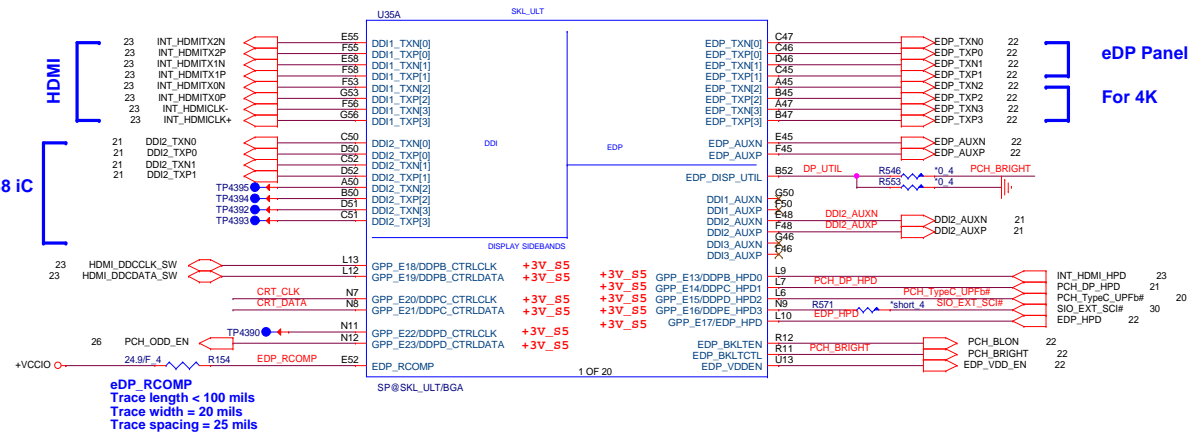 U35A
SKL_ULT
HDMI
23 INT_HDMITX2N E55 DDI1_TXN[0]
23 INT_HDMITX2P F55 DDI1_TXP[0]
23 INT_HDMITX1N E58 DDI1_TXN[1]
23 INT_HDMITX1P F58 DDI1_TXP[1]
23 INT_HDMITX0N F53 DDI1_TXN[2]
23 INT_HDMITX0P G53 DDI1_TXP[2]
23 INT_HDMICLK- F56 DDI1_TXN[3]
23 INT_HDMICLK+ G56 DDI1_TXP[3]
8 iC
21 DDI2_TXN0 C50 DDI2_TXN[0]
21 DDI2_TXP0 D50 DDI2_TXP[0]
21 DDI2_TXN1 C52 DDI2_TXN[1]
21 DDI2_TXP1 D52 DDI2_TXP[1]
TP4395 A50 DDI2_TXN[2]
TP4394 B50 DDI2_TXP[2]
TP4392 D51 DDI2_TXN[3]
TP4393 C51 DDI2_TXP[3]
DDI
EDP
DISPLAY SIDEBANDS
23 HDMI_DDCCLK_SW L13 GPP_E18/DDPB_CTRLCLK +3V_S5
23 HDMI_DDCDATA_SW L12 GPP_E19/DDPB_CTRLDATA +3V_S5
CRT_CLK N7 GPP_E20/DDPC_CTRLCLK +3V_S5
CRT_DATA N8 GPP_E21/DDPC_CTRLDATA +3V_S5
TP4390 N11 GPP_E22/DDPD_CTRLCLK +3V_S5
26 PCH_ODD_EN N12 GPP_E23/DDPD_CTRLDATA +3V_S5
+VCCIO 24.9/F_4 R154 EDP_RCOMP E52 EDP_RCOMP
eDP_RCOMP
Trace length < 100 mils
Trace width = 20 mils
Trace spacing = 25 mils
SP@SKL_ULT/BGA
1 OF 20
EDP_TXN[0] C47 EDP_TXN0 22
EDP_TXP[0] C46 EDP_TXP0 22
EDP_TXN[1] D46 EDP_TXN1 22
EDP_TXP[1] C45 EDP_TXP1 22
EDP_TXN[2] A45 EDP_TXN2 22
EDP_TXP[2] B45 EDP_TXP2 22
EDP_TXN[3] A47 EDP_TXN3 22
EDP_TXP[3] B47 EDP_TXP3 22
eDP Panel
For 4K
EDP_AUXN E45 EDP_AUXN 22
EDP_AUXP F45 EDP_AUXP 22
EDP_DISP_UTIL B52 DP_UTIL R546 *0_4 PCH_BRIGHT
R553 *0_4
DDI1_AUXN G50
DDI1_AUXP F50
DDI2_AUXN E48 DDI2_AUXN DDI2_AUXN 21
DDI2_AUXP F48 DDI2_AUXP DDI2_AUXP 21
DDI3_AUXN G46
DDI3_AUXP F46
+3V_S5 GPP_E13/DDPB_HPD0 L9 INT_HDMI_HPD 23
+3V_S5 GPP_E14/DDPC_HPD1 L7 PCH_DP_HPD PCH_DP_HPD 21
+3V_S5 GPP_E15/DDPD_HPD2 L6 PCH_TypeC_UPFb# PCH_TypeC_UPFb# 20
+3V_S5 GPP_E16/DDPE_HPD3 N9 R571 *short_4 SIO_EXT_SCI# SIO_EXT_SCI# 30
+3V_S5 GPP_E17/EDP_HPD L10 EDP_HPD EDP_HPD 22
EDP_BKLTEN R12 PCH_BLON 22
EDP_BKLTCTL R11 PCH_BRIGHT PCH_BRIGHT 22
EDP_VDDEN U13 EDP_VDD_EN 22